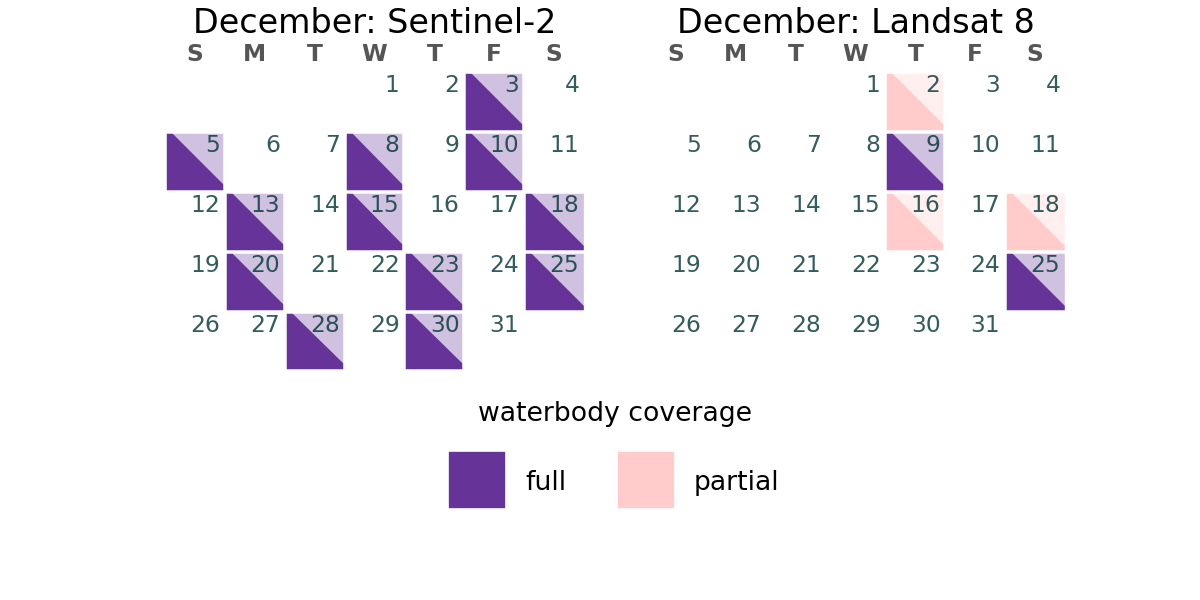 December: Sentinel-2
S M T W T F S
1 2 3 4
5 6 7 8 9 10 11
12 13 14 15 16 17 18
19 20 21 22 23 24 25
26 27 28 29 30 31
December: Landsat 8
S M T W T F S
1 2 3 4
5 6 7 8 9 10 11
12 13 14 15 16 17 18
19 20 21 22 23 24 25
26 27 28 29 30 31
waterbody coverage
full
partial